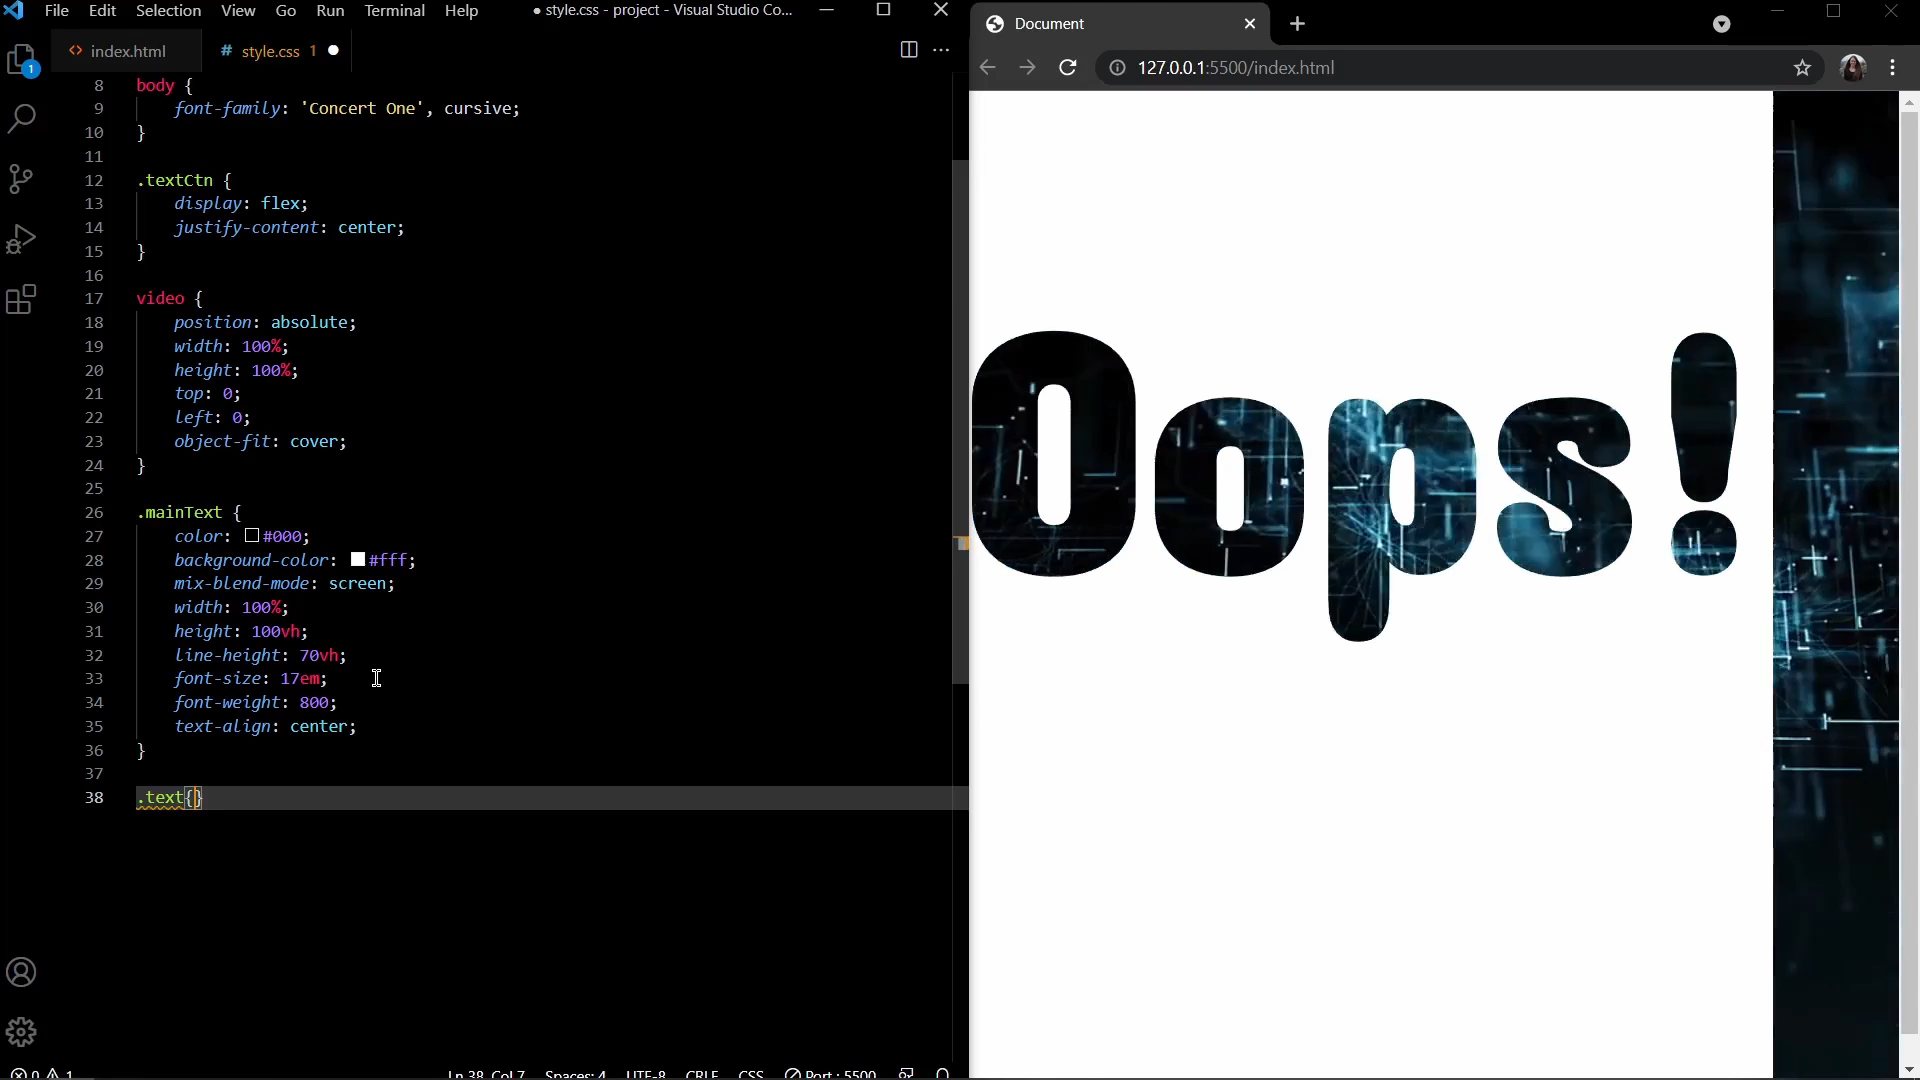 File Edit Selection View Go Run Terminal Help ● style.css - project - Visual Studio Co...
<> index.html # style.css 1 ●
1
8 body {
9 font-family: 'Concert One', cursive;
10 }
11
12 .textCtn {
13 display: flex;
14 justify-content: center;
15 }
16
17 video {
18 position: absolute;
19 width: 100%;
20 height: 100%;
21 top: 0;
22 left: 0;
23 object-fit: cover;
24 }
25
26 .mainText {
27 color: #000;
28 background-color: #fff;
29 mix-blend-mode: screen;
30 width: 100%;
31 height: 100vh;
32 line-height: 70vh;
33 font-size: 17em;
34 font-weight: 800;
35 text-align: center;
36 }
37
38 .text{}
0 1 Ln 38, Col 7 Spaces: 4 UTF-8 CRLF CSS Port : 5500
Document
127.0.0.1:5500/index.html
Oops!